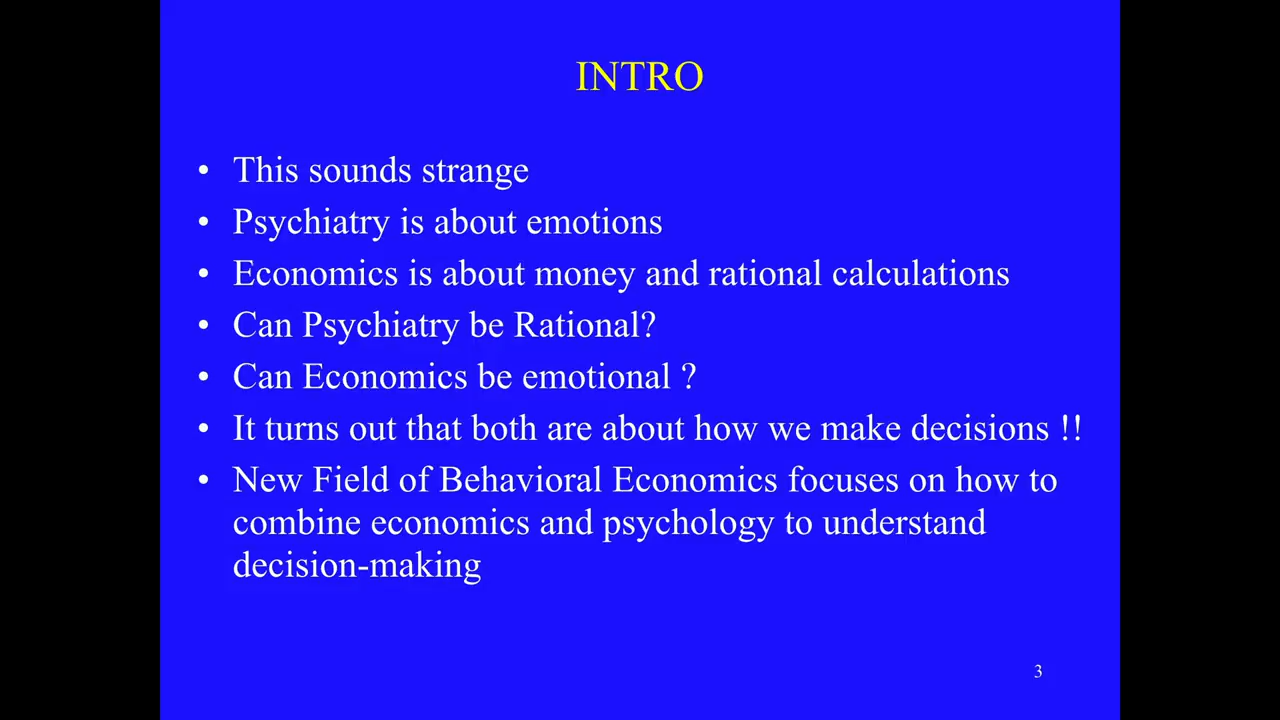 INTRO
• This sounds strange
• Psychiatry is about emotions
• Economics is about money and rational calculations
• Can Psychiatry be Rational?
• Can Economics be emotional ?
• It turns out that both are about how we make decisions !!
• New Field of Behavioral Economics focuses on how to
combine economics and psychology to understand
decision-making
3